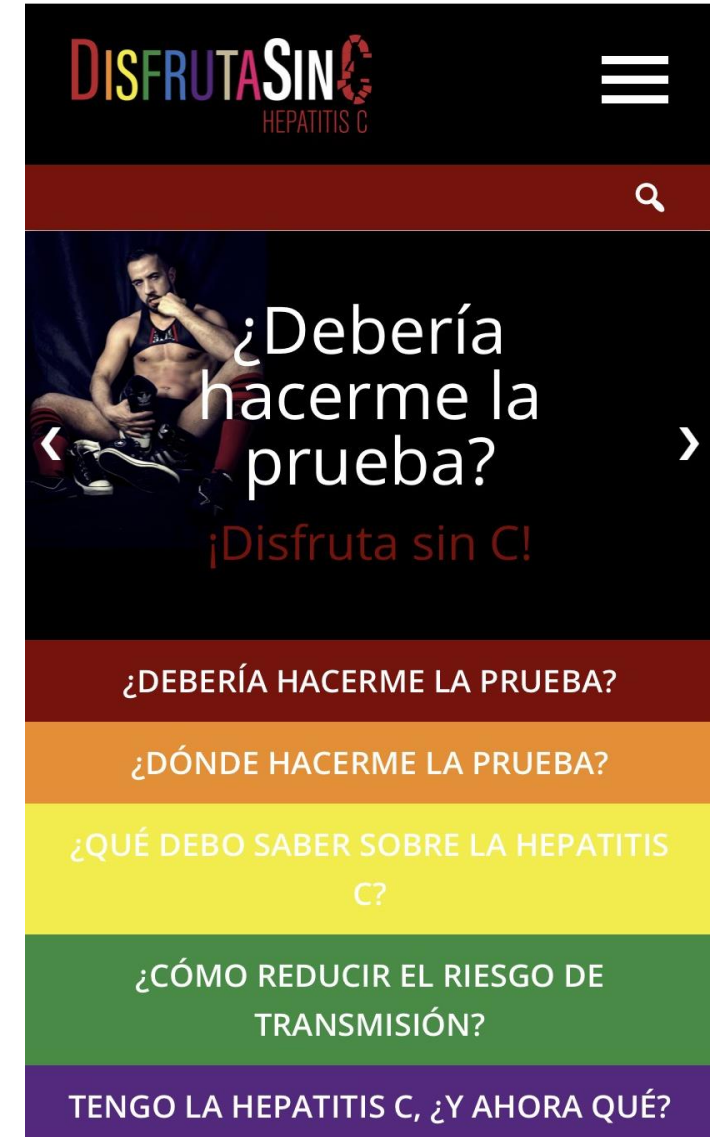 DISFRUTASINC
HEPATITIS C
¿Debería
hacerme la
prueba?
¡Disfruta sin C!
¿DEBERÍA HACERME LA PRUEBA?
¿DÓNDE HACERME LA PRUEBA?
¿QUÉ DEBO SABER SOBRE LA HEPATITIS
C?
¿CÓMO REDUCIR EL RIESGO DE
TRANSMISIÓN?
TENGO LA HEPATITIS C, ¿Y AHORA QUÉ?